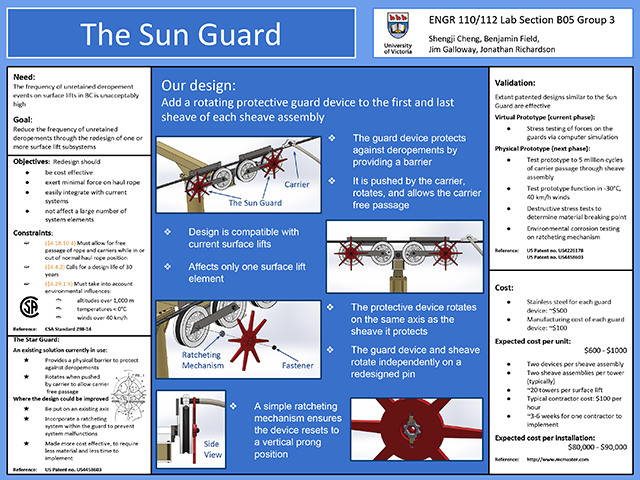 The Sun Guard
University
of Victoria
ENGR 110/112 Lab Section B05 Group 3
Shengji Cheng, Benjamin Field,
Jim Galloway, Jonathan Richardson
Need:
The frequency of unretained deropement
events on surface lifts in BC is unacceptably
high
Goal:
Reduce the frequency of unretained
deropements through the redesign of one or
more surface lift subsystems
Objectives: Redesign should
● be cost effective
● exert minimal force on haul rope
● easily integrate with current
systems
● not affect a large number of
system elements
Constraints:
(§4.18.10.4) Must allow for free
passage of rope and carriers while in or
out of normal haul rope position
(§4.4.2) Calls for a design life of 30
years
(§4.29.1.9) Must take into account
environmental influences:
altitudes over 1,000 m
temperatures < 0°C
winds over 40 km/h
Reference: CSA Standard Z98-14
The Star Guard:
An existing solution currently in use:
★ Provides a physical barrier to protect
against deropements
★ Rotates when pushed
by carrier to allow carrier
free passage
Where the design could be improved
★ Be put on an existing axis
★ Incorporate a ratcheting
system within the guard to prevent
system malfunctions
★ Made more cost effective, to require
less material and less time to
implement
Reference: US Patent no. US4458603
Our design:
Add a rotating protective guard device to the first and last
sheave of each sheave assembly
Carrier
The Sun Guard
❖ The guard device protects
against deropements by
providing a barrier
❖ It is pushed by the carrier,
rotates, and allows the carrier
free passage
❖ Design is compatible with
current surface lifts
❖ Affects only one surface lift
element
Ratcheting
Mechanism
Fastener
❖ The protective device rotates
on the same axis as the
sheave it protects
❖ The guard device and sheave
rotate independently on a
redesigned pin
Side
View
❖ A simple ratcheting
mechanism ensures
the device resets to
a vertical prong
position
Validation:
Extant patented designs similar to the Sun
Guard are effective
Virtual Prototype [current phase]:
● Stress testing of forces on the
guards via computer simulation
Physical Prototype [next phase]:
● Test prototype to 5 million cycles
of carrier passage through sheave
assembly
● Test prototype function in -30°C,
40 km/h winds
● Destructive stress tests to
determine material breaking point
● Environmental corrosion testing
on ratcheting mechanism
Reference: US Patent no. US4223178
US Patent no. US4458603
Cost:
● Stainless steel for each guard
device: ~$500
● Manufacturing cost of each guard
device: ~$100
Expected cost per unit:
$600 - $1000
● Two devices per sheave assembly
● Two sheave assemblies per tower
(typically)
● ~20 towers per surface lift
● Typical contractor cost: $100 per
hour
● ~3-6 weeks for one contractor to
implement
Expected cost per installation:
$80,000 - $90,000
Reference: http://www.mcmaster.com